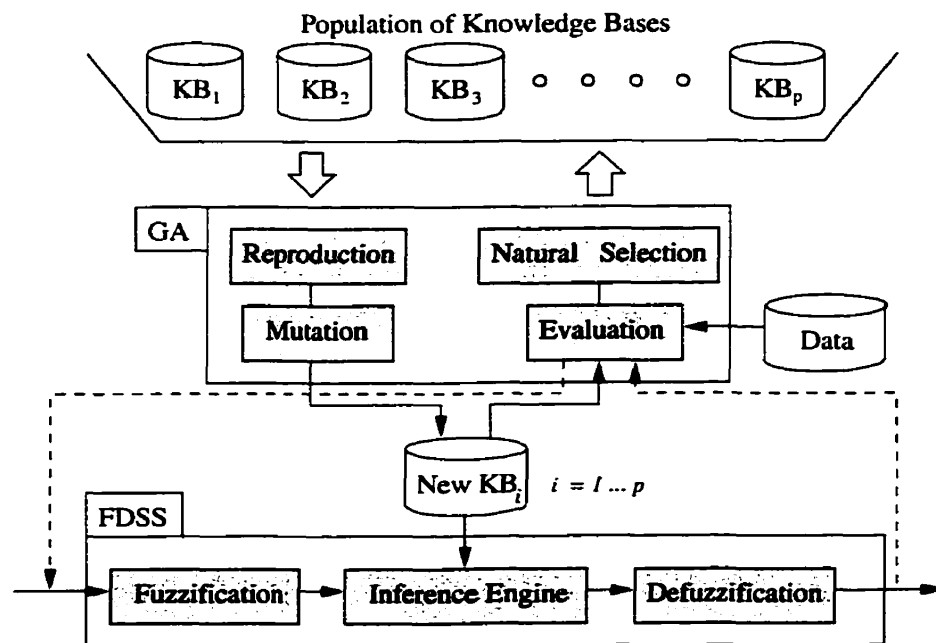 Population of Knowledge Bases
KB1 KB2 KB3 KBp
GA
Reproduction
Natural Selection
Mutation
Evaluation
Data
New KBi i = 1 ... p
FDSS
Fuzzification
Inference Engine
Defuzzification